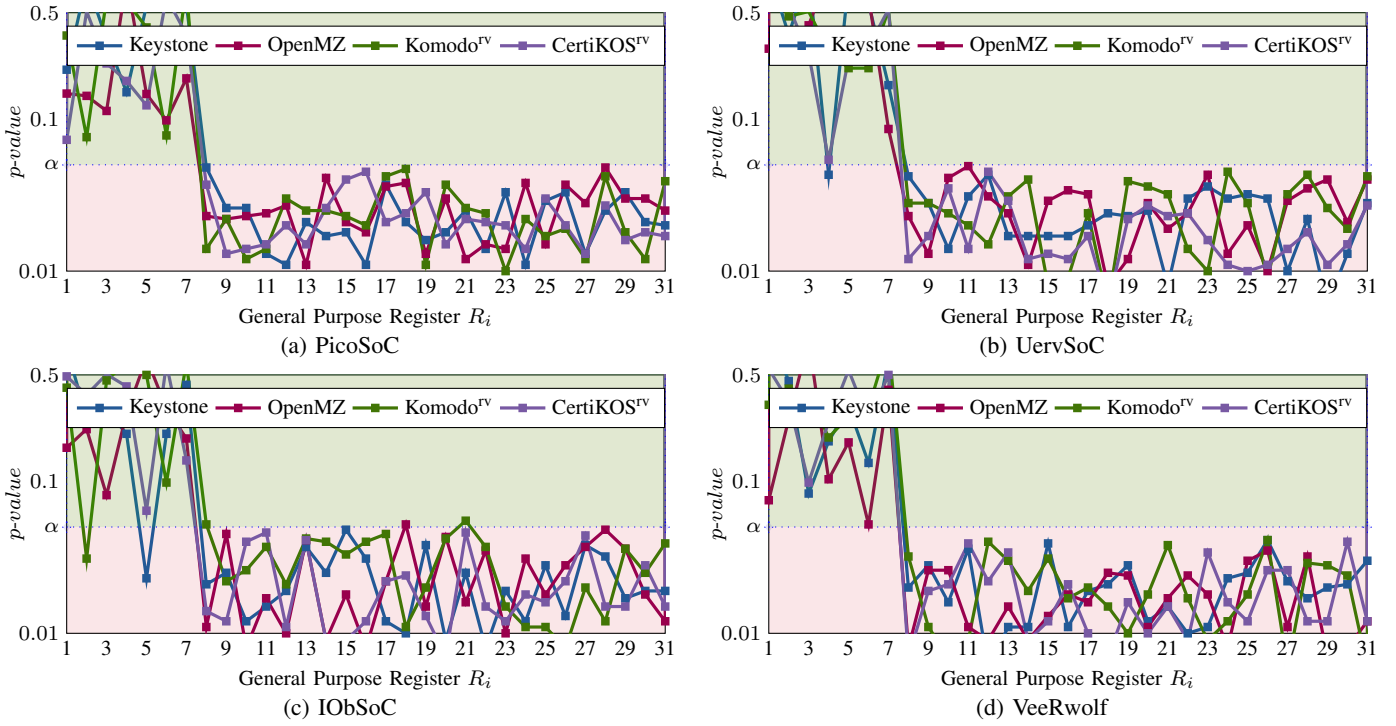 0.5
Keystone OpenMZ Komodo^rv CertiKOS^rv
0.1
α
0.01
p-value
1 3 5 7 9 11 13 15 17 19 21 23 25 27 29 31
General Purpose Register R_i
(a) PicoSoC
0.5
Keystone OpenMZ Komodo^rv CertiKOS^rv
0.1
α
0.01
p-value
1 3 5 7 9 11 13 15 17 19 21 23 25 27 29 31
General Purpose Register R_i
(b) UervSoC
0.5
Keystone OpenMZ Komodo^rv CertiKOS^rv
0.1
α
0.01
p-value
1 3 5 7 9 11 13 15 17 19 21 23 25 27 29 31
General Purpose Register R_i
(c) IObSoC
0.5
Keystone OpenMZ Komodo^rv CertiKOS^rv
0.1
α
0.01
p-value
1 3 5 7 9 11 13 15 17 19 21 23 25 27 29 31
General Purpose Register R_i
(d) VeeRwolf